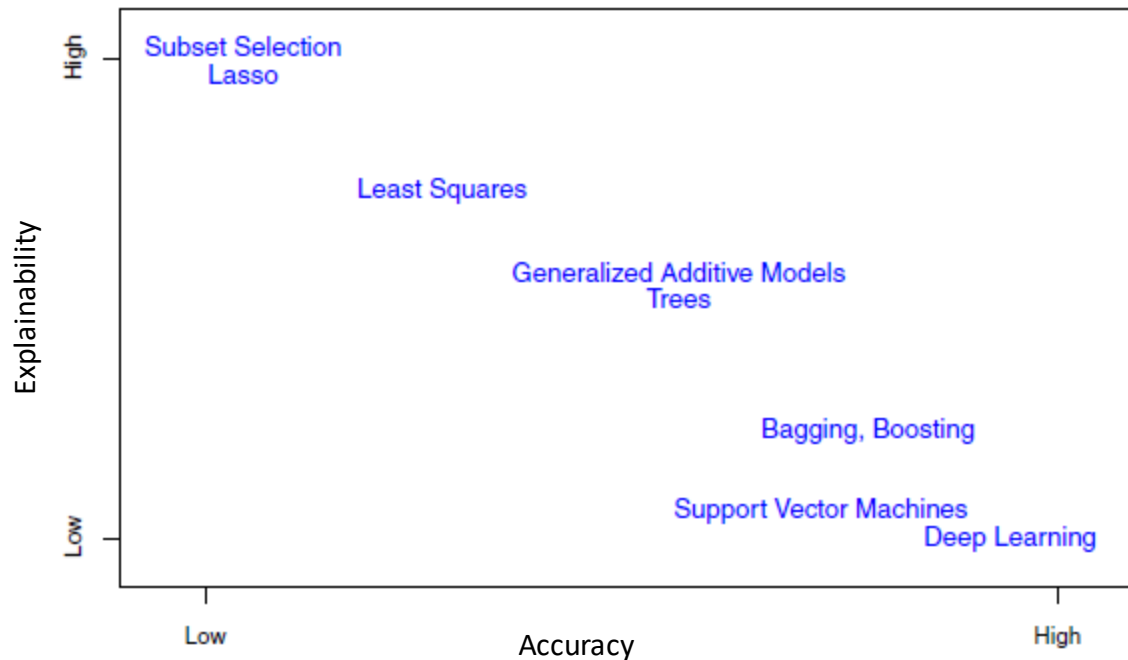 High
Subset Selection
Lasso
Least Squares
Explainability
Generalized Additive Models
Trees
Bagging, Boosting
Support Vector Machines
Low
Deep Learning
Low
Accuracy
High